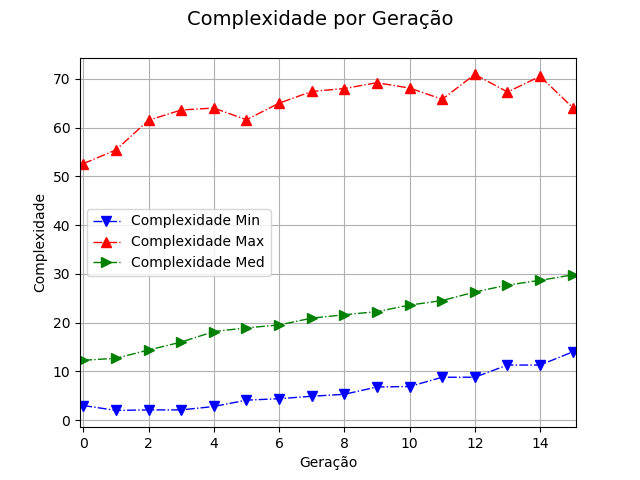 Complexidade por Geração
70
60
50
40
30
20
10
0
Complexidade
Complexidade Min
Complexidade Max
Complexidade Med
0 2 4 6 8 10 12 14
Geração